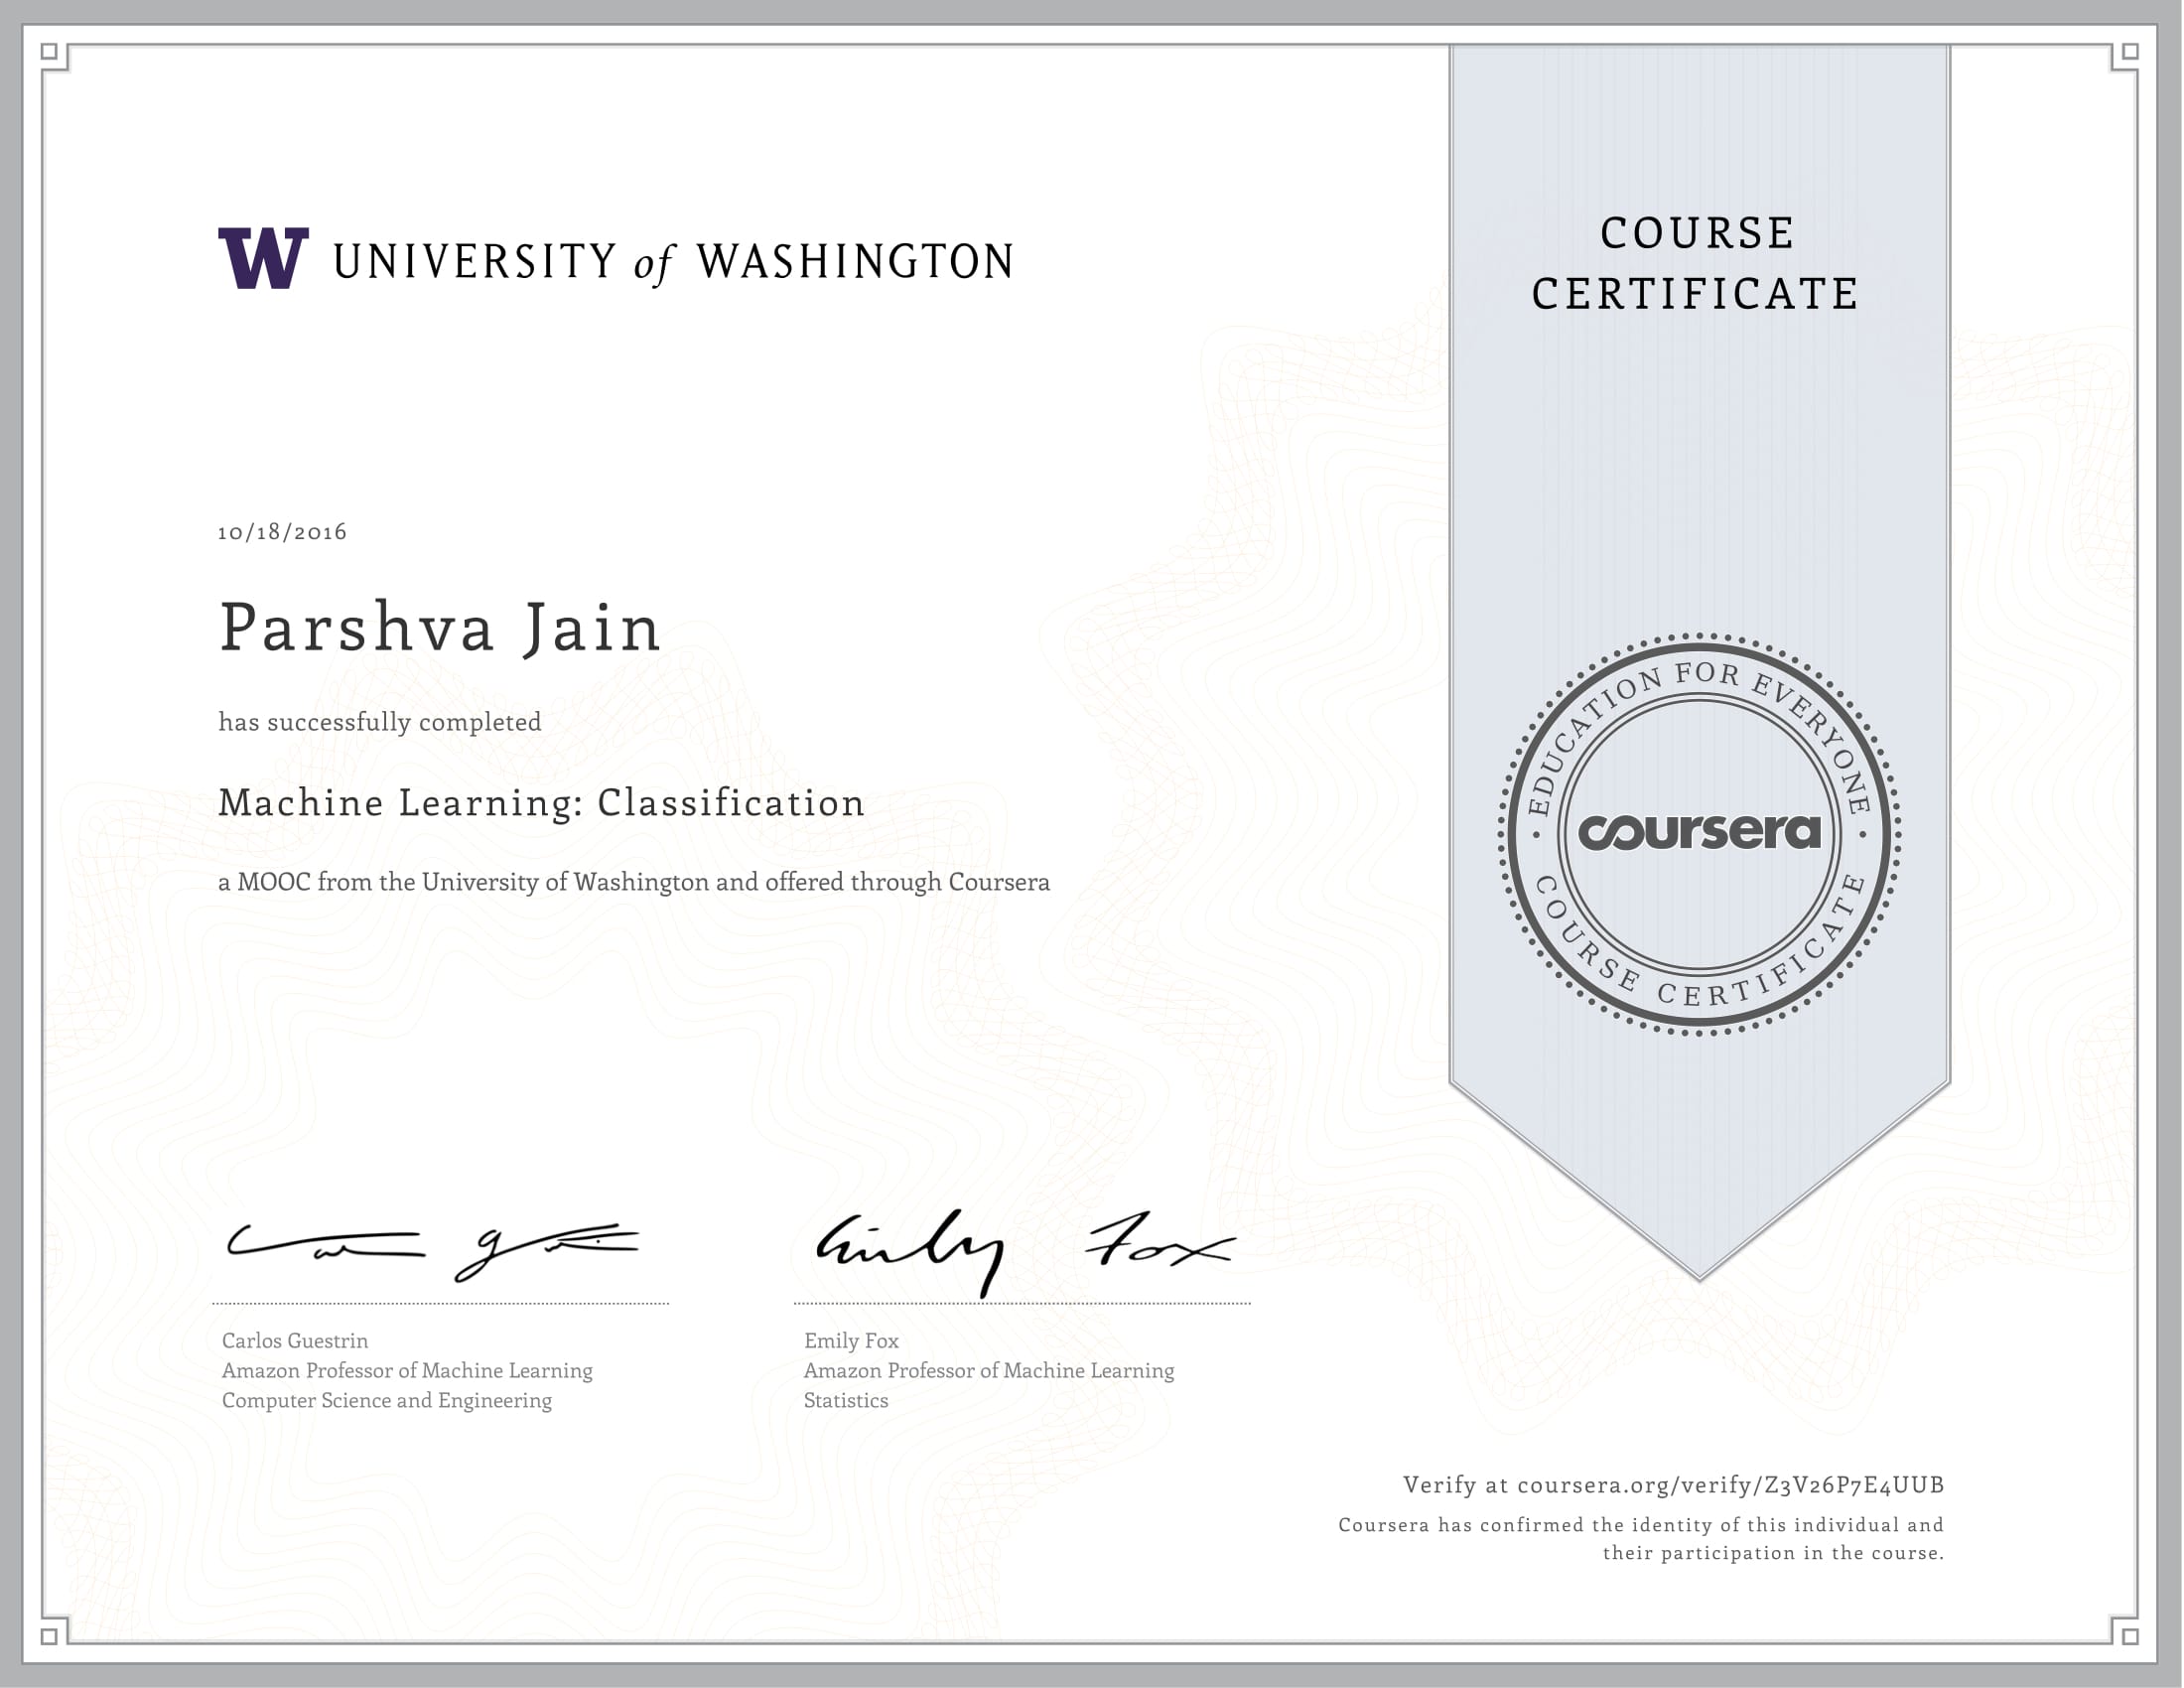 W UNIVERSITY of WASHINGTON
COURSE
CERTIFICATE
10/18/2016
Parshva Jain
has successfully completed
Machine Learning: Classification
a MOOC from the University of Washington and offered through Coursera
EDUCATION FOR EVERYONE
coursera
COURSE CERTIFICATE
Emily Fox
Carlos Guestrin
Amazon Professor of Machine Learning
Computer Science and Engineering
Emily Fox
Amazon Professor of Machine Learning
Statistics
Verify at coursera.org/verify/Z3V26P7E4UUB
Coursera has confirmed the identity of this individual and
their participation in the course.